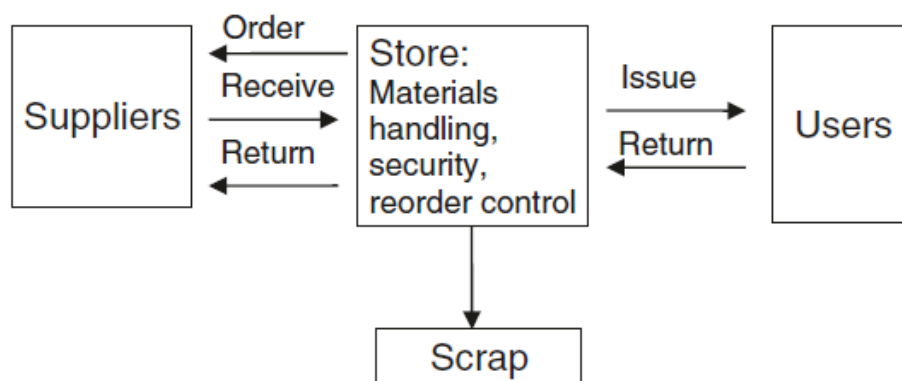 Order
Receive
Return
Suppliers
Store:
Materials
handling,
security,
reorder control
Issue
Return
Users
Scrap